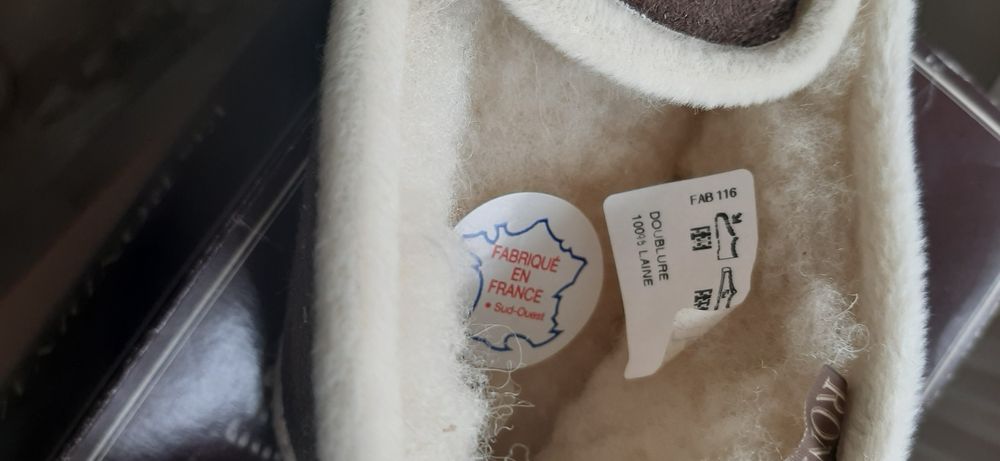 FABRIQUÉ
EN
FRANCE
• Sud-Ouest
FAB 116
DOUBLURE
100% LAINE